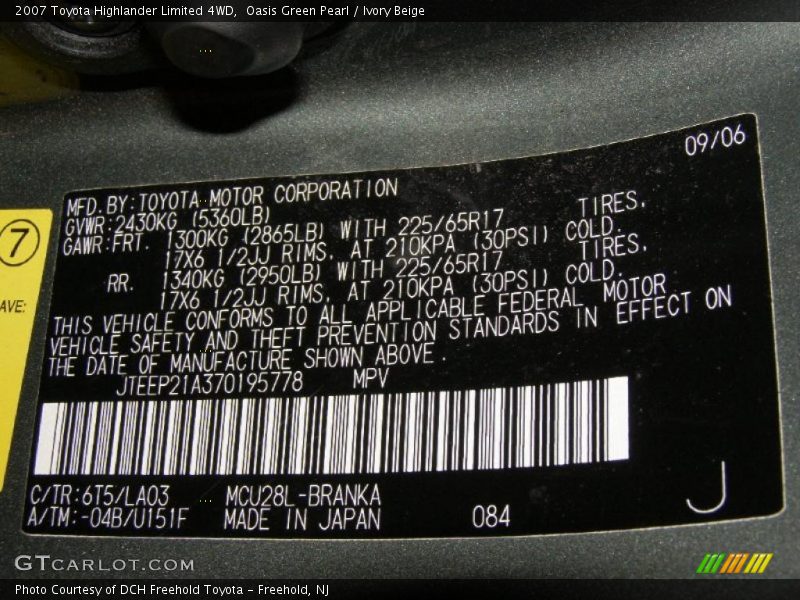 2007 Toyota Highlander Limited 4WD,  Oasis Green Pearl / Ivory Beige
09/06
MFD. BY: TOYOTA MOTOR CORPORATION
GVWR: 2430KG (5360LB)
GAWR: FRT. 1300KG (2865LB) WITH 225/65R17 TIRES,
17X6 1/2JJ RIMS, AT 210KPA (30PSI) COLD.
RR. 1340KG (2950LB) WITH 225/65R17 TIRES,
17X6 1/2JJ RIMS, AT 210KPA (30PSI) COLD.
THIS VEHICLE CONFORMS TO ALL APPLICABLE FEDERAL MOTOR
VEHICLE SAFETY AND THEFT PREVENTION STANDARDS IN EFFECT ON
THE DATE OF MANUFACTURE SHOWN ABOVE.
JTEEP21A370195778 MPV
C/TR: 6T5/LA03 MCU28L-BRANKA
A/TM: -04B/U151F MADE IN JAPAN 084
J
7
AVE:
GTCARLOT.COM
Photo Courtesy of DCH Freehold Toyota - Freehold, NJ